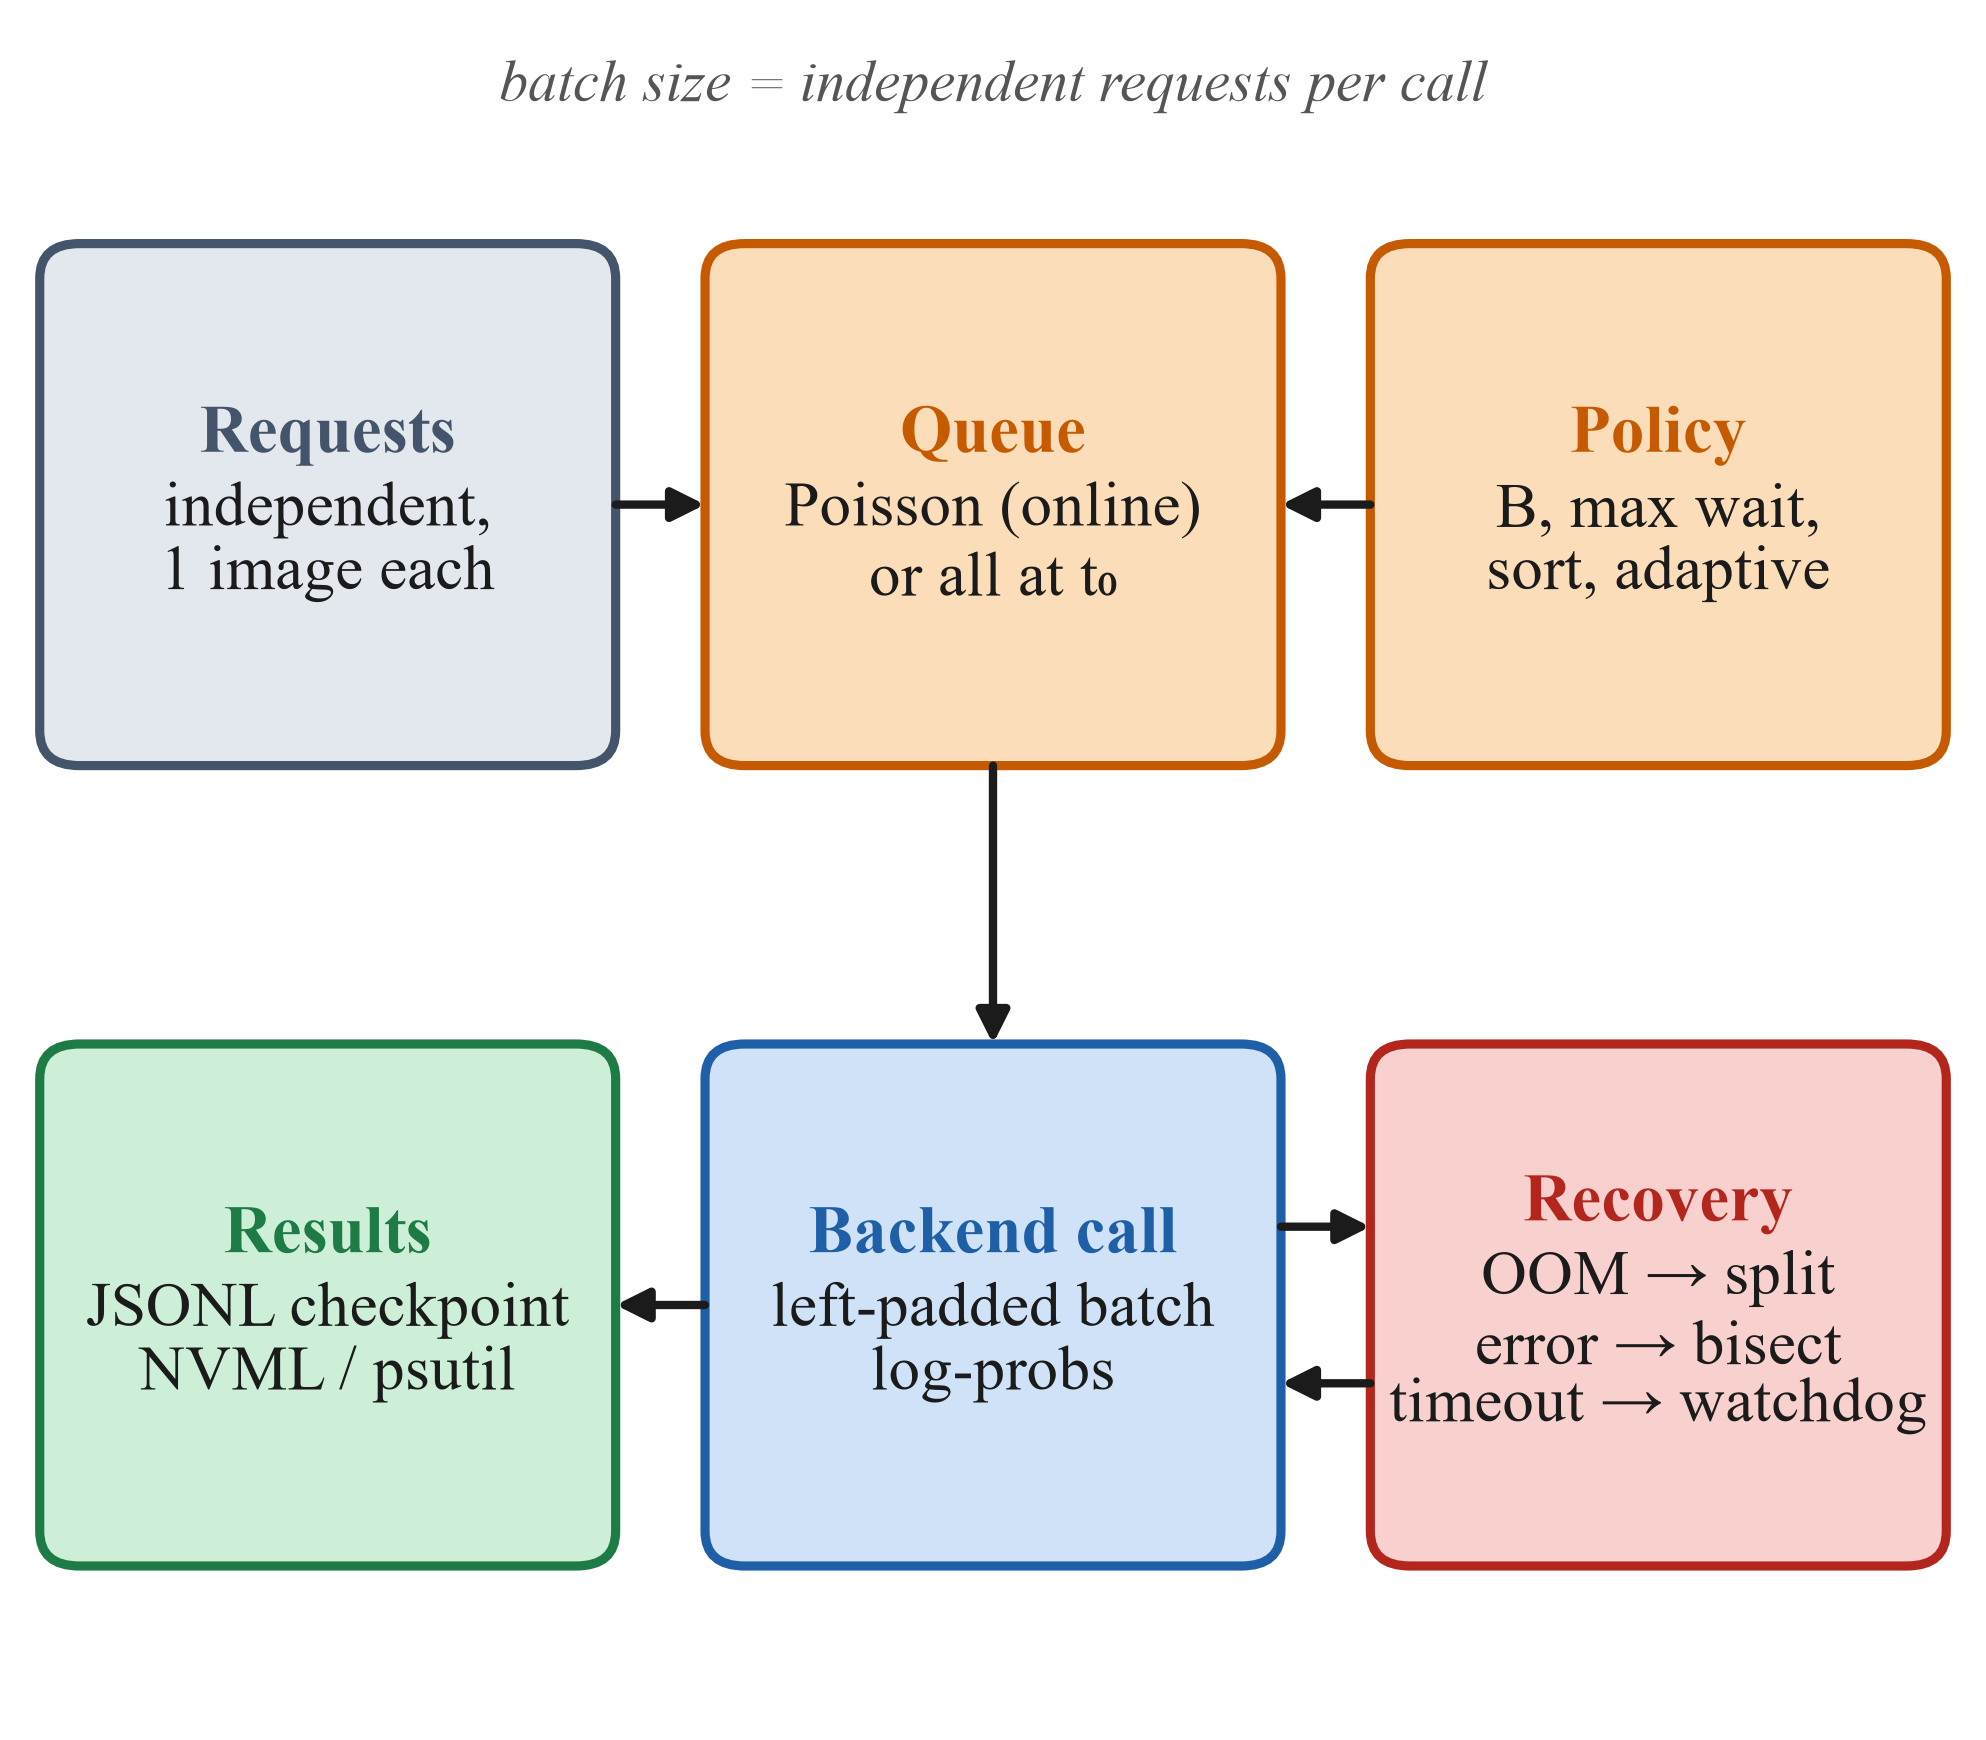 batch size = independent requests per call
Requests
independent,
1 image each
Queue
Poisson (online)
or all at t₀
Policy
B, max wait,
sort, adaptive
Results
JSONL checkpoint
NVML / psutil
Backend call
left-padded batch
log-probs
Recovery
OOM → split
error → bisect
timeout → watchdog